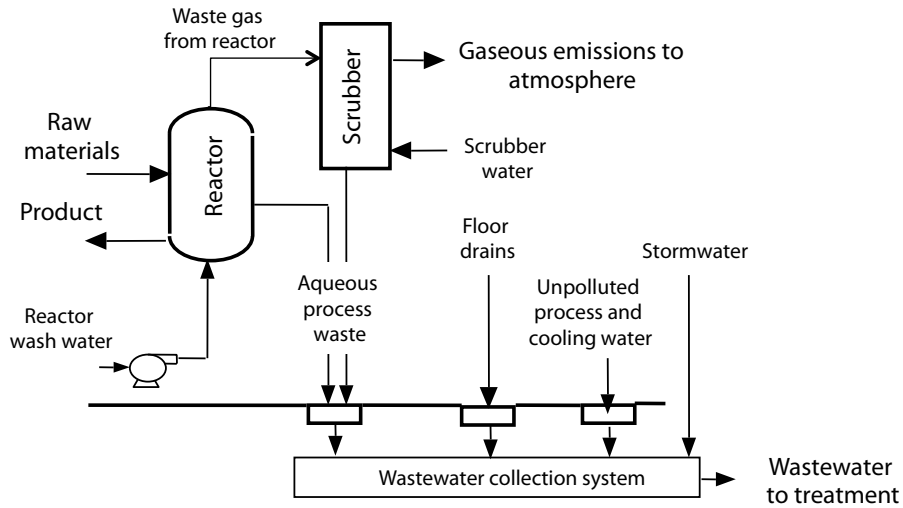 Waste gas
from reactor
Scrubber
Gaseous emissions to
atmosphere
Raw
materials
Reactor
Scrubber
water
Product
Floor
drains
Stormwater
Aqueous
process
waste
Unpolluted
process and
cooling water
Reactor
wash water
Wastewater collection system
Wastewater
to treatment